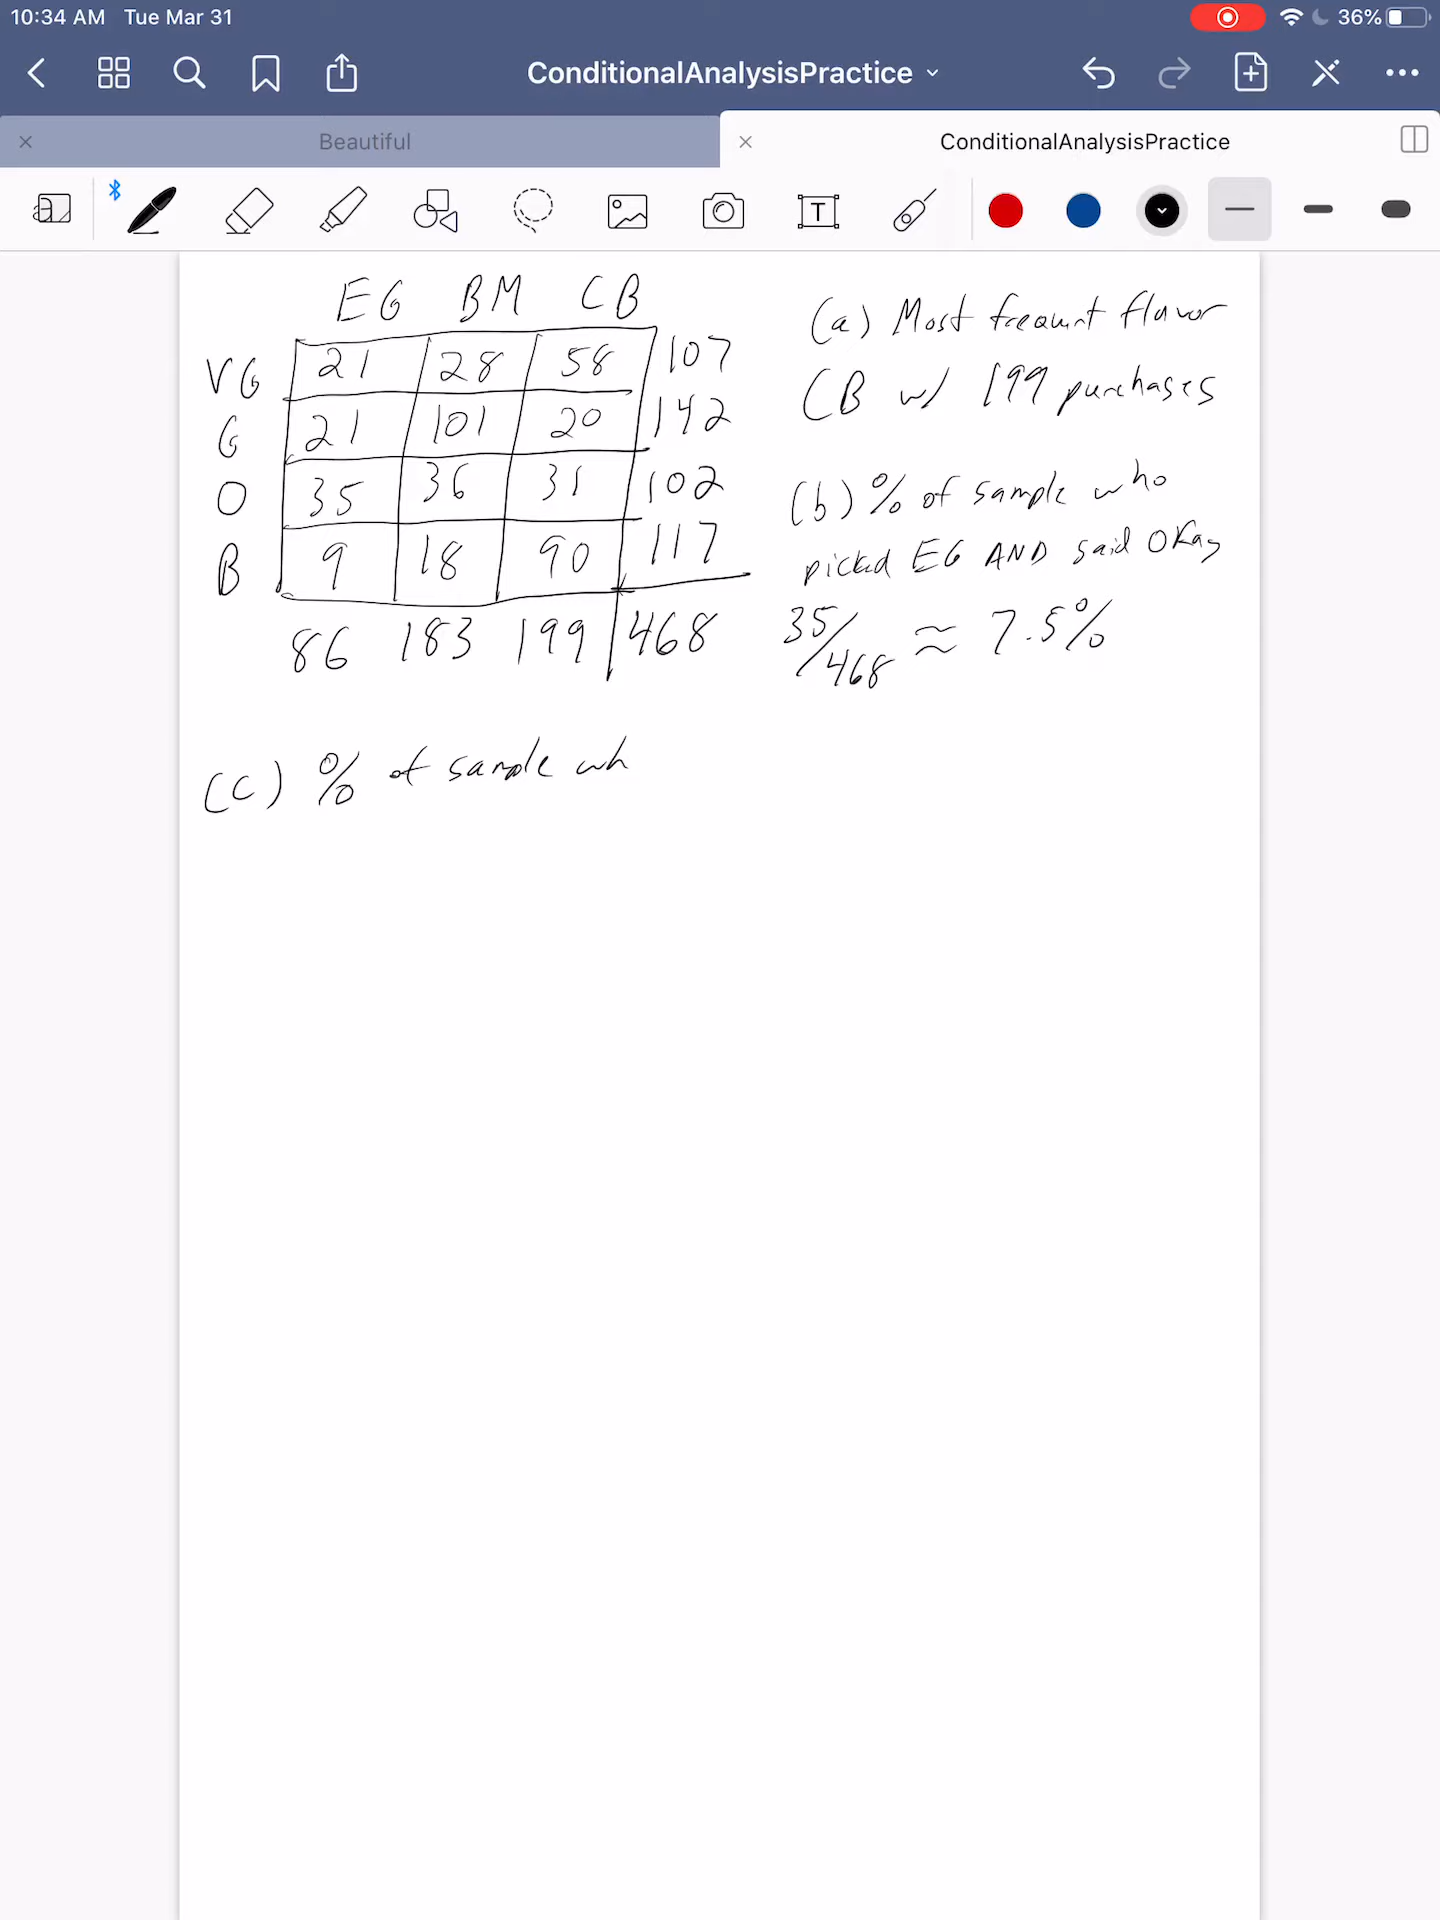 10:34 AM Tue Mar 31
36%
ConditionalAnalysisPractice
Beautiful
ConditionalAnalysisPractice
T
EG BM CB
VG 21 28 58 107
G 21 101 20 142
O 35 36 31 102
B 9 18 90 117
86 183 199 468
(a) Most frequent flavor
CB w/ 199 purchases
(b) % of sample who
picked EG AND said Okay
35/468 ≈ 7.5%
(c) % of sample wh